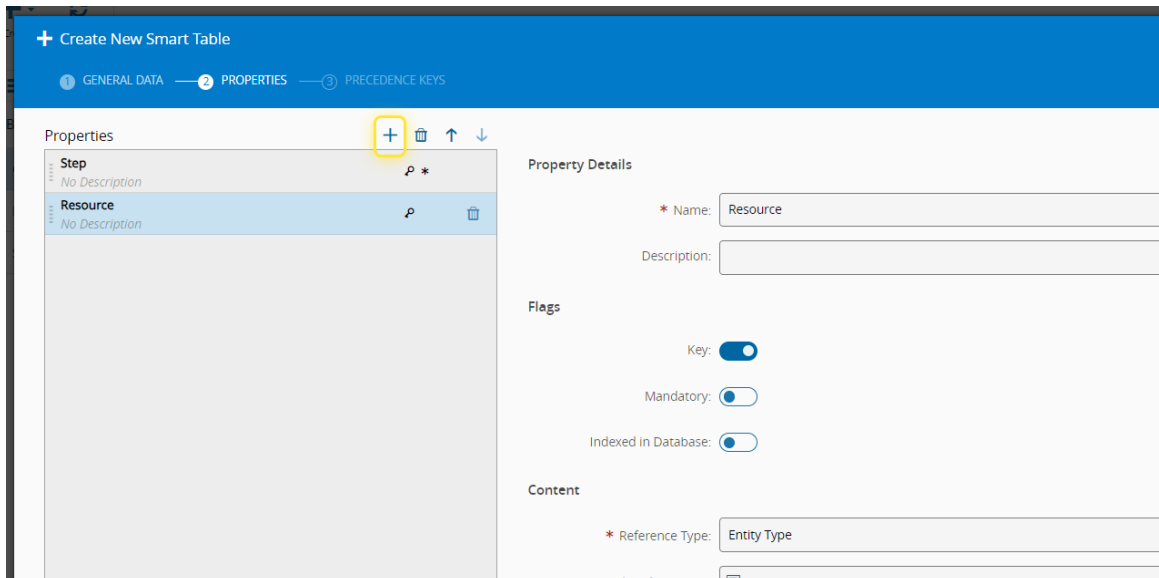 Create New Smart Table
1 GENERAL DATA 2 PROPERTIES 3 PRECEDENCE KEYS
Properties
Step
*
No Description
Resource
No Description
Property Details
* Name: Resource
Description:
Flags
Key:
Mandatory:
Indexed in Database:
Content
* Reference Type: Entity Type